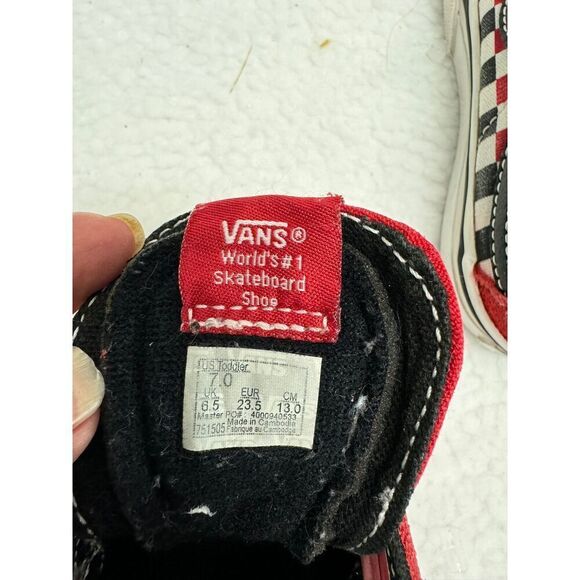 VANS®
World's #1
Skateboard
Shoe
US Toddler
7.0
UK EUR CM
6.5 23.5 13.0
Master PO# : 4000940533
Made in Cambodia
751505 Fabrique au Cambodge